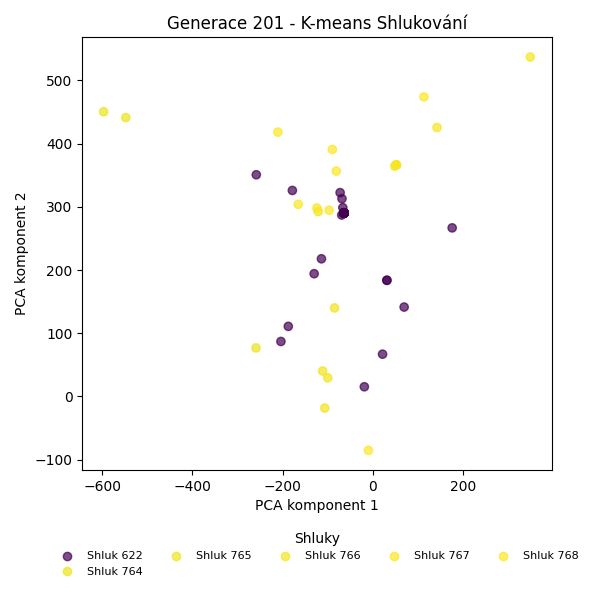 Generace 201 - K-means Shlukování
500
400
300
200
100
0
−100
PCA komponent 2
−600
−400
−200
0
200
PCA komponent 1
Shluky
Shluk 622
Shluk 765
Shluk 766
Shluk 767
Shluk 768
Shluk 764